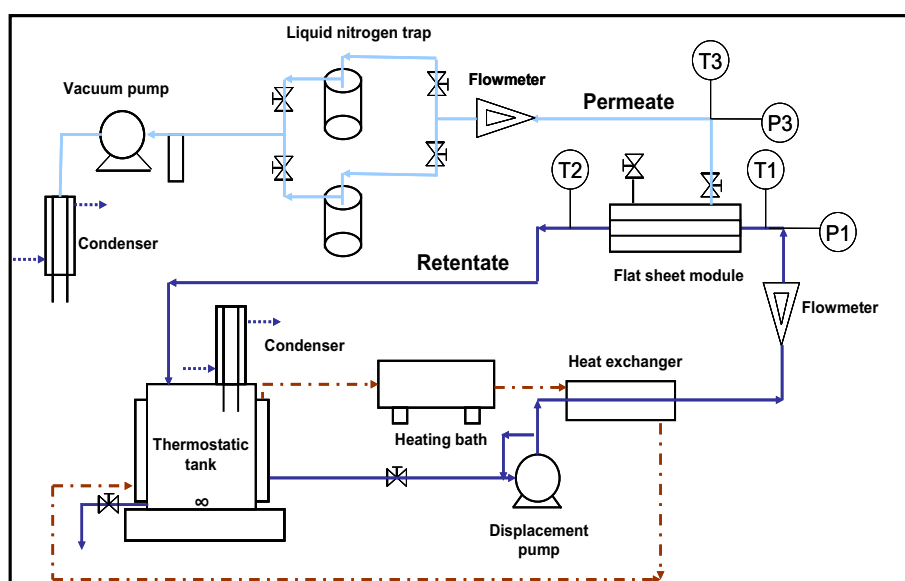 Liquid nitrogen trap
Vacuum pump
Flowmeter
Permeate
T3
P3
T2
T1
P1
Condenser
Retentate
Flat sheet module
Flowmeter
Condenser
Heat exchanger
Heating bath
Thermostatic
tank
∞
Displacement
pump